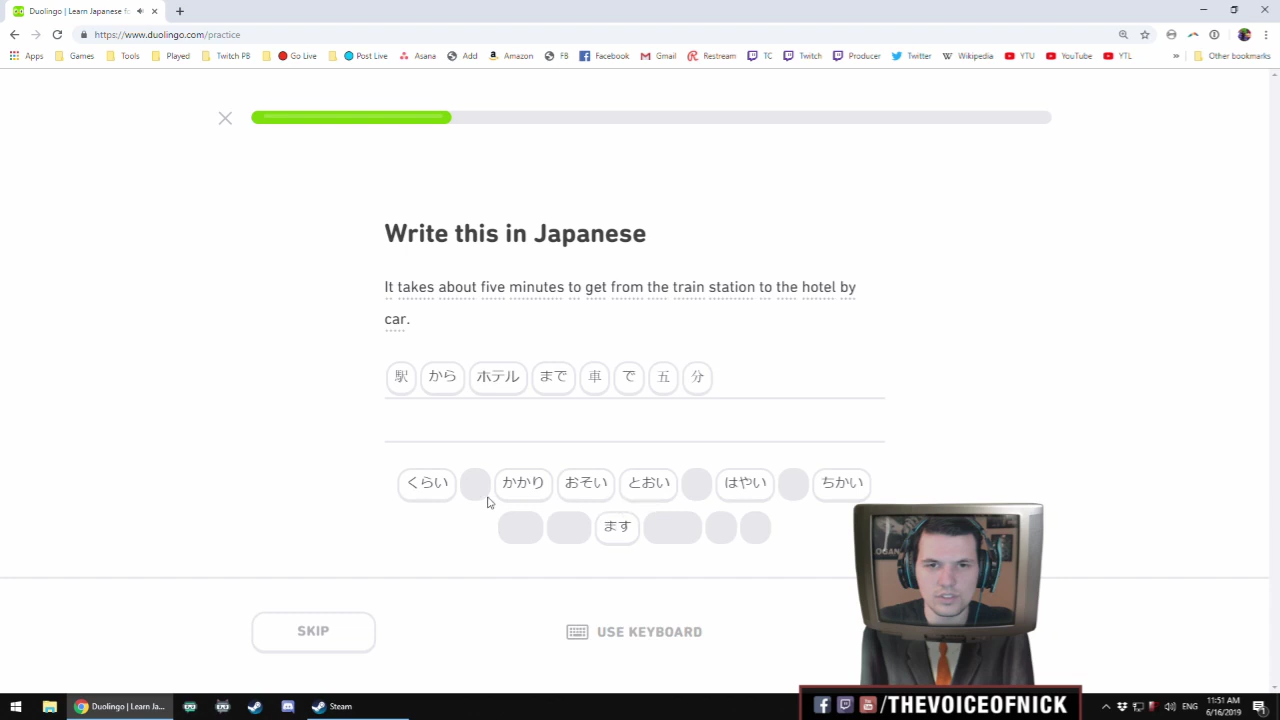 Duolingo | Learn Japanese fo
https://www.duolingo.com/practice
Apps Games Tools Played Twitch PB Go Live Post Live Asana Add Amazon FB Facebook Gmail Restream TC Twitch Producer Twitter Wikipedia YTU YouTube YTL » Other bookmarks
Write this in Japanese
It takes about five minutes to get from the train station to the hotel by
car.
駅 から ホテル まで 車 で 五 分
くらい かかり おそい とおい はやい ちかい
ます
SKIP
USE KEYBOARD
/THEVOICEOFNICK
Duolingo | Learn Ja...
Steam
ENG
11:51 AM
6/16/2019